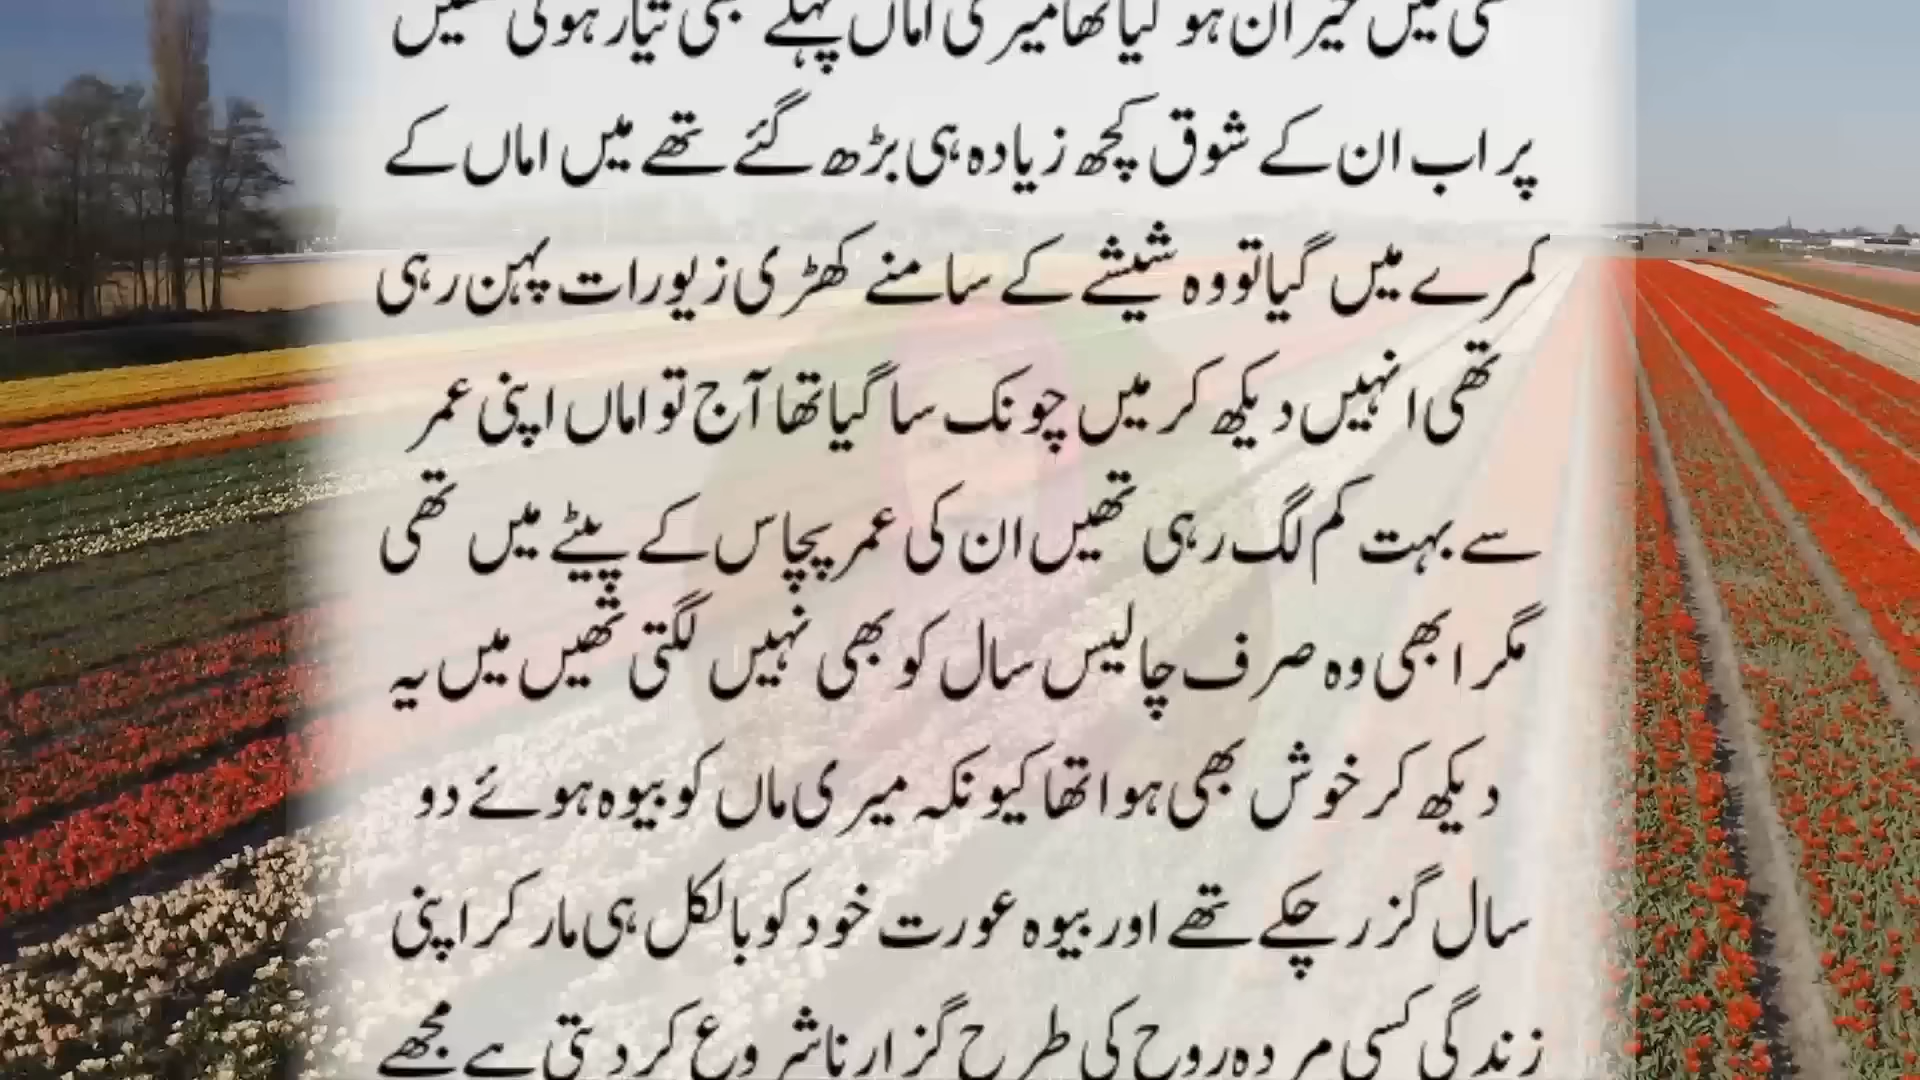 تھی میں حیران ہو گیا تھا میری اماں پہلے بھی تیار ہوتی تھیں
پر اب ان کے شوق کچھ زیادہ ہی بڑھ گئے تھے میں اماں کے
کمرے میں گیا تو وہ شیشے کے سامنے کھڑی زیورات پہن رہی
تھی انہیں دیکھ کر میں چونک سا گیا تھا آج تو اماں اپنی عمر
سے بہت کم لگ رہی تھیں ان کی عمر پچاس کے پیٹے میں تھی
مگر ابھی وہ صرف چالیس سال کو بھی نہیں لگتی تھیں میں یہ
دیکھ کر خوش بھی ہوا تھا کیونکہ میری ماں کو بیوہ ہوئے دو
سال گزر چکے تھے اور بیوہ عورت خود کو بالکل ہی مار کر اپنی
زندگی کسی مردہ روح کی طرح گزارنا شروع کر دیتی ہے مجھے